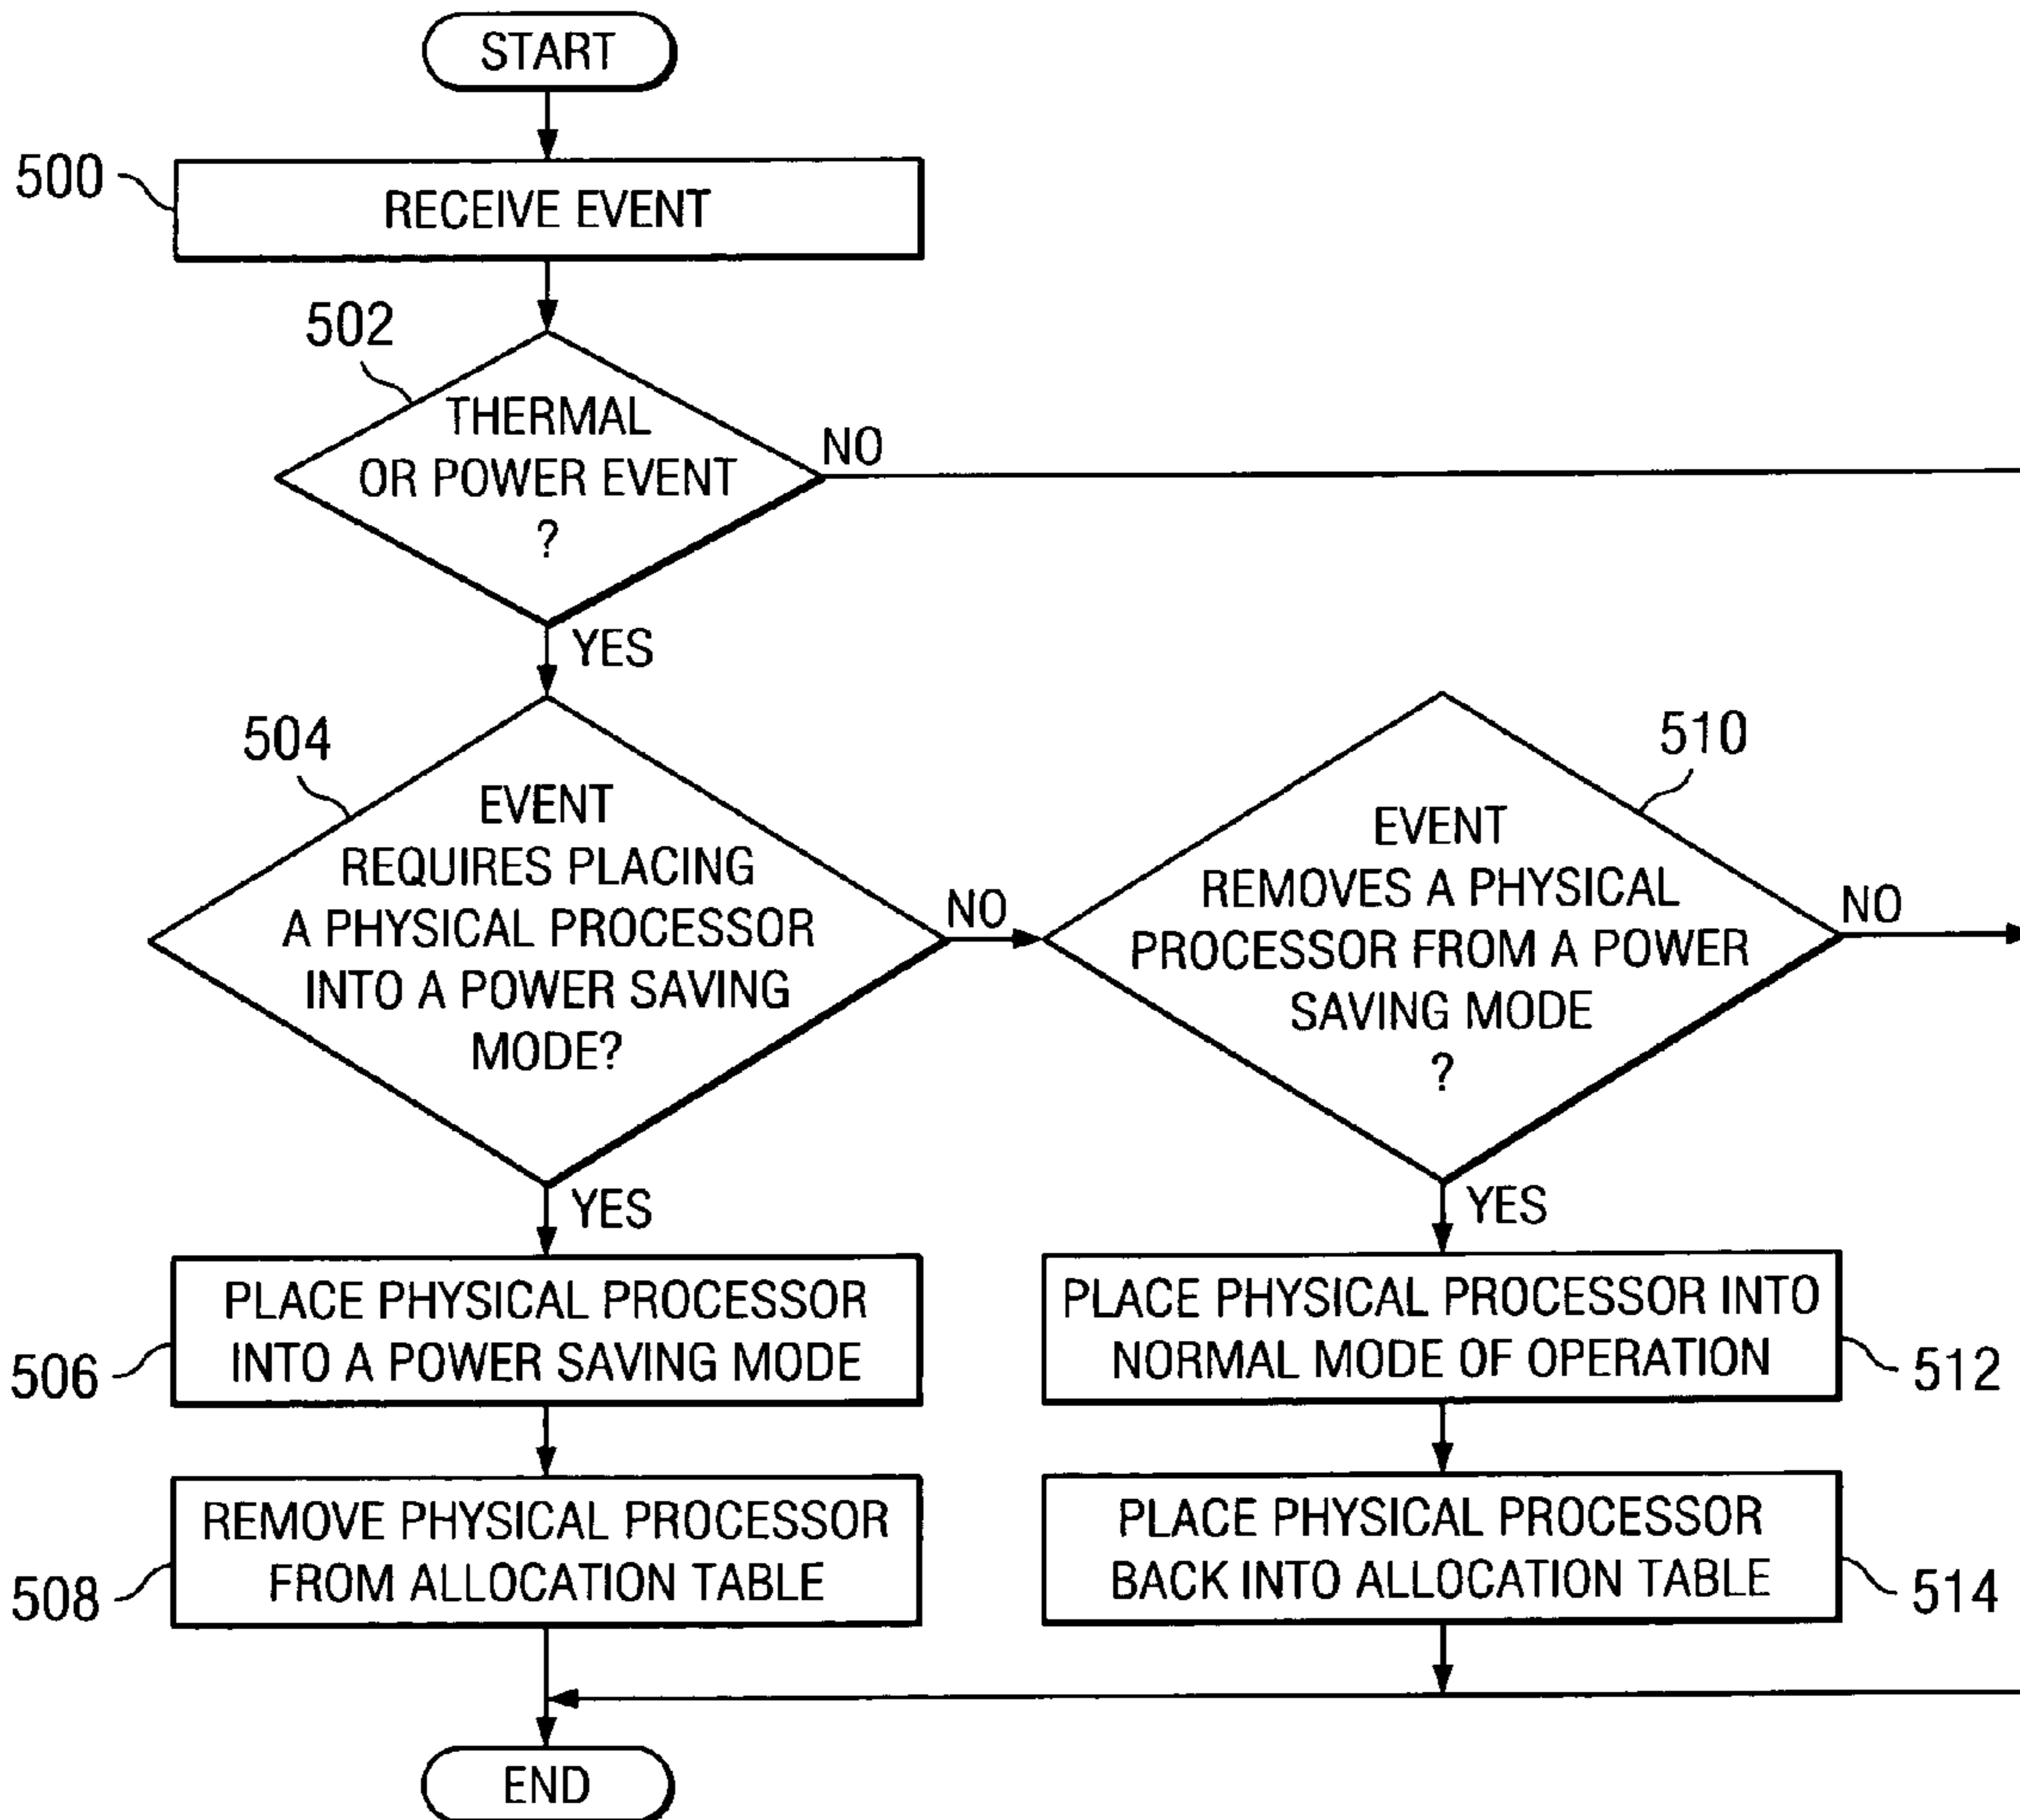 START
500
RECEIVE EVENT
502
THERMAL
OR POWER EVENT
?
NO
YES
504
EVENT
REQUIRES PLACING
A PHYSICAL PROCESSOR
INTO A POWER SAVING
MODE?
NO
YES
510
EVENT
REMOVES A PHYSICAL
PROCESSOR FROM A POWER
SAVING MODE
?
NO
YES
506
PLACE PHYSICAL PROCESSOR
INTO A POWER SAVING MODE
PLACE PHYSICAL PROCESSOR INTO
NORMAL MODE OF OPERATION
512
508
REMOVE PHYSICAL PROCESSOR
FROM ALLOCATION TABLE
PLACE PHYSICAL PROCESSOR
BACK INTO ALLOCATION TABLE
514
END